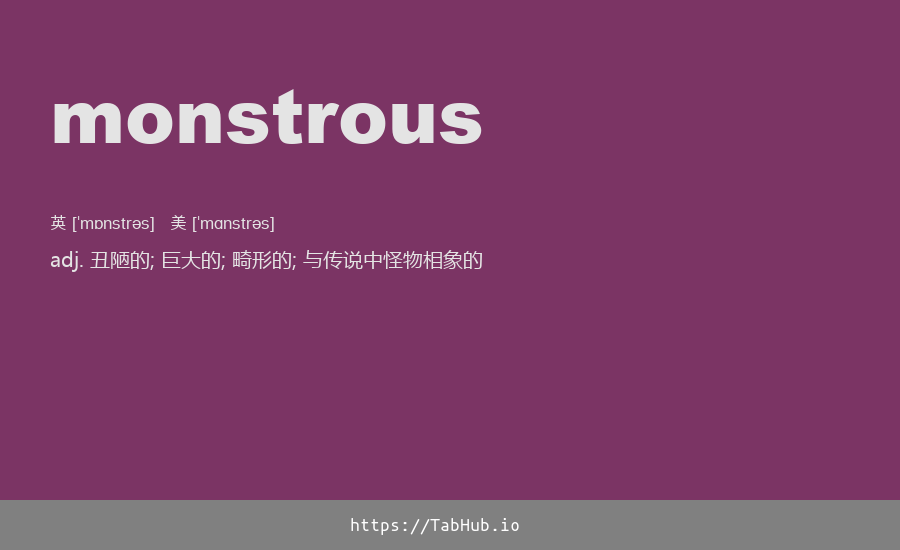 monstrous
英 [ˈmɒnstrəs] 美 [ˈmɑnstrəs]
adj. 丑陋的; 巨大的; 畸形的; 与传说中怪物相象的
https://TabHub.io